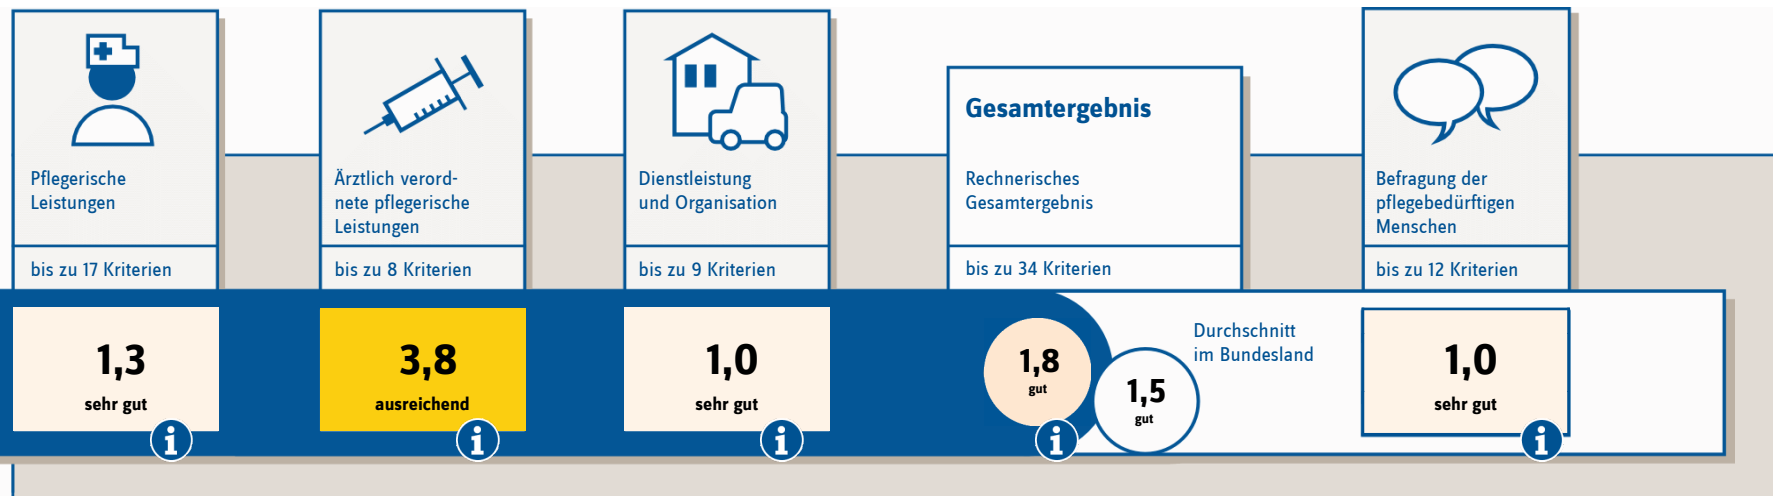 Pflegerische
Leistungen
bis zu 17 Kriterien
1,3
sehr gut
i
Ärztlich verord-
nete pflegerische
Leistungen
bis zu 8 Kriterien
3,8
ausreichend
i
Dienstleistung
und Organisation
bis zu 9 Kriterien
1,0
sehr gut
i
Gesamtergebnis
Rechnerisches
Gesamtergebnis
bis zu 34 Kriterien
1,8
gut
i
1,5
gut
Durchschnitt
im Bundesland
Befragung der
pflegebedürftigen
Menschen
bis zu 12 Kriterien
1,0
sehr gut
i